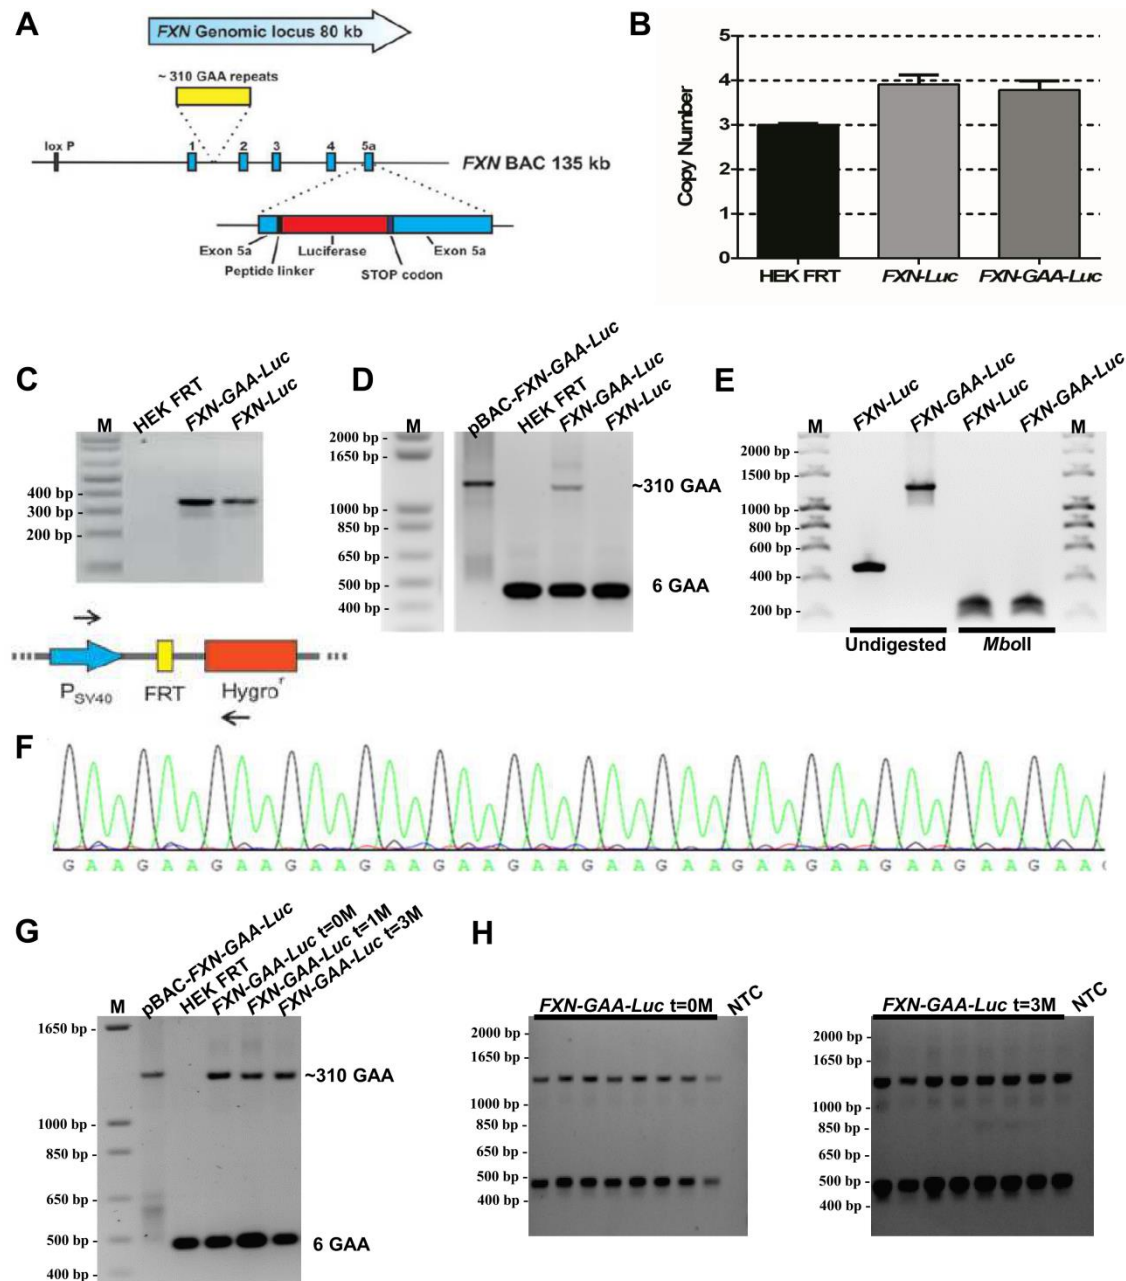 A
FXN Genomic locus 80 kb
~ 310 GAA repeats
lox P
1
2
3
4
5a
FXN BAC 135 kb
Exon 5a
Luciferase
Exon 5a
Peptide linker
STOP codon
B
Copy Number
5
4
3
2
1
0
HEK FRT
FXN-Luc
FXN-GAA-Luc
C
M
HEK FRT
FXN-GAA-Luc
FXN-Luc
400 bp -
300 bp -
200 bp -
PSV40
FRT
Hygro r
D
M
pBAC-FXN-GAA-Luc
HEK FRT
FXN-GAA-Luc
FXN-Luc
2000 bp -
1650 bp -
1000 bp -
850 bp -
650 bp -
500 bp -
400 bp -
~310 GAA
6 GAA
E
M
FXN-Luc
FXN-GAA-Luc
FXN-Luc
FXN-GAA-Luc
M
2000 bp -
1500 bp -
1000 bp -
800 bp -
600 bp -
400 bp -
200 bp -
Undigested
MboII
F
G A A G A A G A A G A A G A A G A A G A A G A A G A A G A A G A A G A A G A A G A A G
G
M
pBAC-FXN-GAA-Luc
HEK FRT
FXN-GAA-Luc t=0M
FXN-GAA-Luc t=1M
FXN-GAA-Luc t=3M
1650 bp -
1000 bp -
850 bp -
650 bp -
500 bp -
400 bp -
~310 GAA
6 GAA
H
FXN-GAA-Luc t=0M
NTC
2000 bp -
1650 bp -
1000 bp -
850 bp -
650 bp -
500 bp -
400 bp -
FXN-GAA-Luc t=3M
NTC
2000 bp -
1650 bp -
1000 bp -
850 bp -
650 bp -
500 bp -
400 bp -